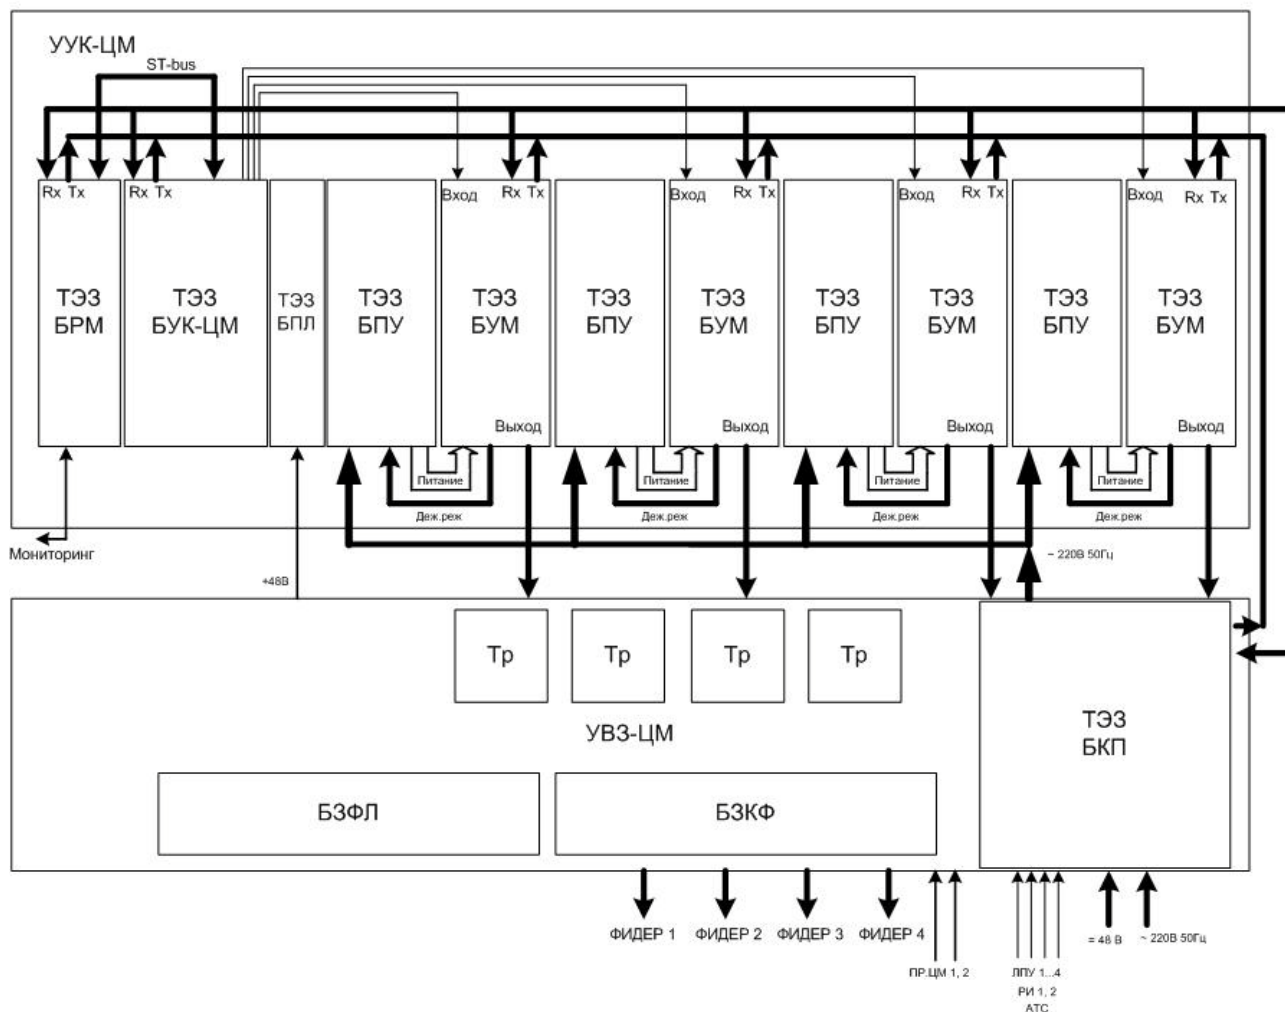 УУК-ЦМ
ST-bus
Rx Tx
Rx Tx
Вход
Rx Tx
Вход
Rx Tx
Вход
Rx Tx
Вход
Rx Tx
ТЭЗ
БРМ
ТЭЗ
БУК-ЦМ
ТЭЗ
БПЛ
ТЭЗ
БПУ
ТЭЗ
БУМ
ТЭЗ
БПУ
ТЭЗ
БУМ
ТЭЗ
БПУ
ТЭЗ
БУМ
ТЭЗ
БПУ
ТЭЗ
БУМ
Выход
Выход
Выход
Выход
Питание
Питание
Питание
Питание
Деж.реж
Деж.реж
Деж.реж
Деж.реж
Мониторинг
~ 220В 50Гц
+48В
Тр
Тр
Тр
Тр
УВЗ-ЦМ
ТЭЗ
БКП
БЗФЛ
БЗКФ
ФИДЕР 1
ФИДЕР 2
ФИДЕР 3
ФИДЕР 4
= 48 В
~ 220В 50Гц
ПР.ЦМ 1, 2
ЛПУ 1...4
РИ 1, 2
АТС